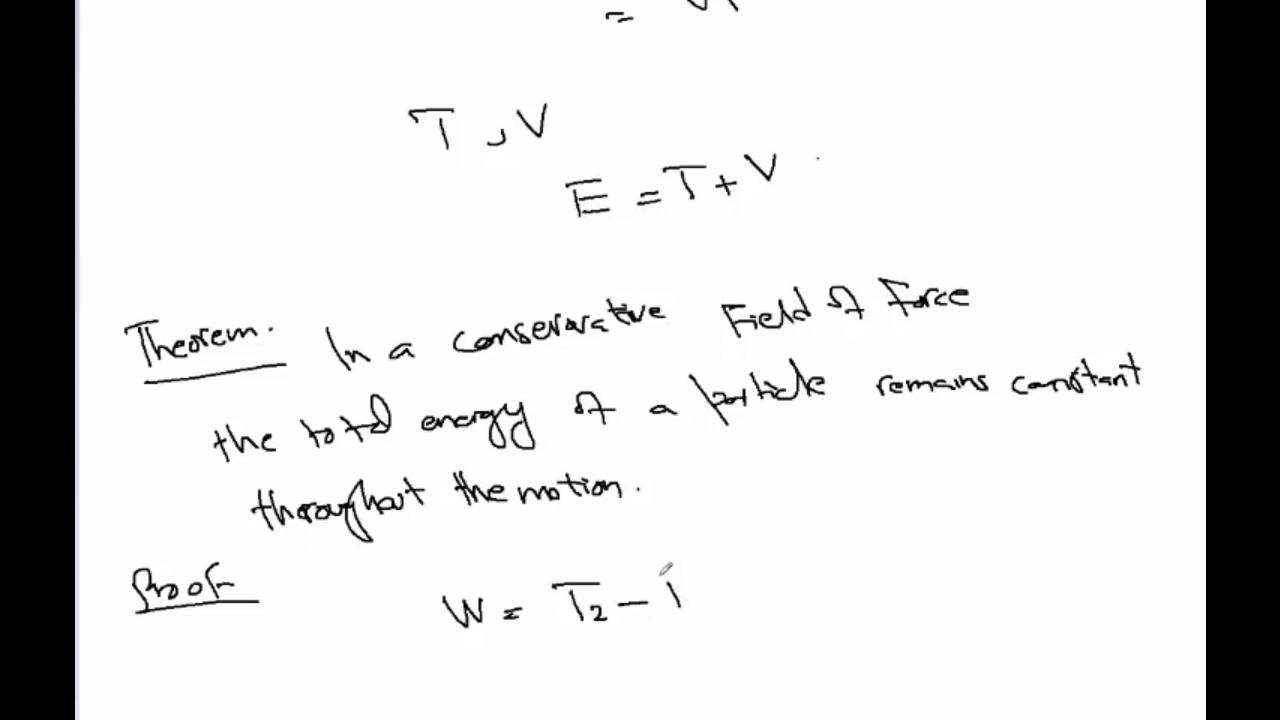 =
T, V
E = T + V
Theorem. In a conservative Field of Force
the total energy of a particle remains constant
throughout the motion.
Proof
W = T2 -